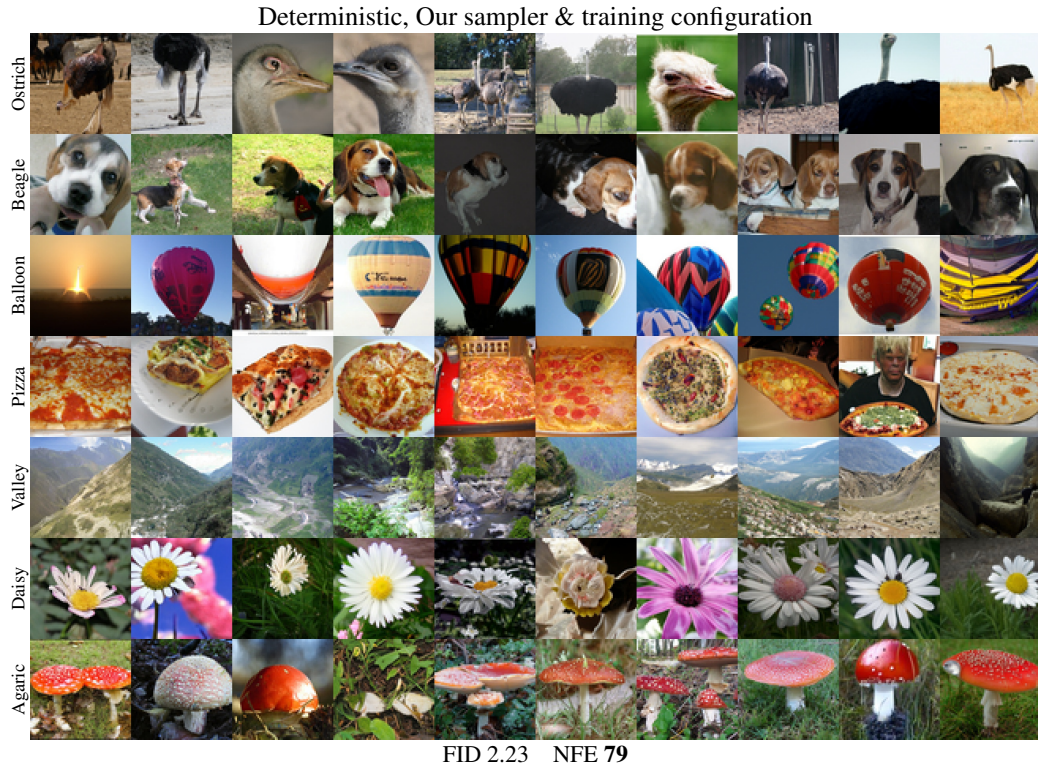 Deterministic, Our sampler & training configuration
Ostrich
Beagle
Balloon
Pizza
Valley
Daisy
Agaric
FID 2.23 NFE 79